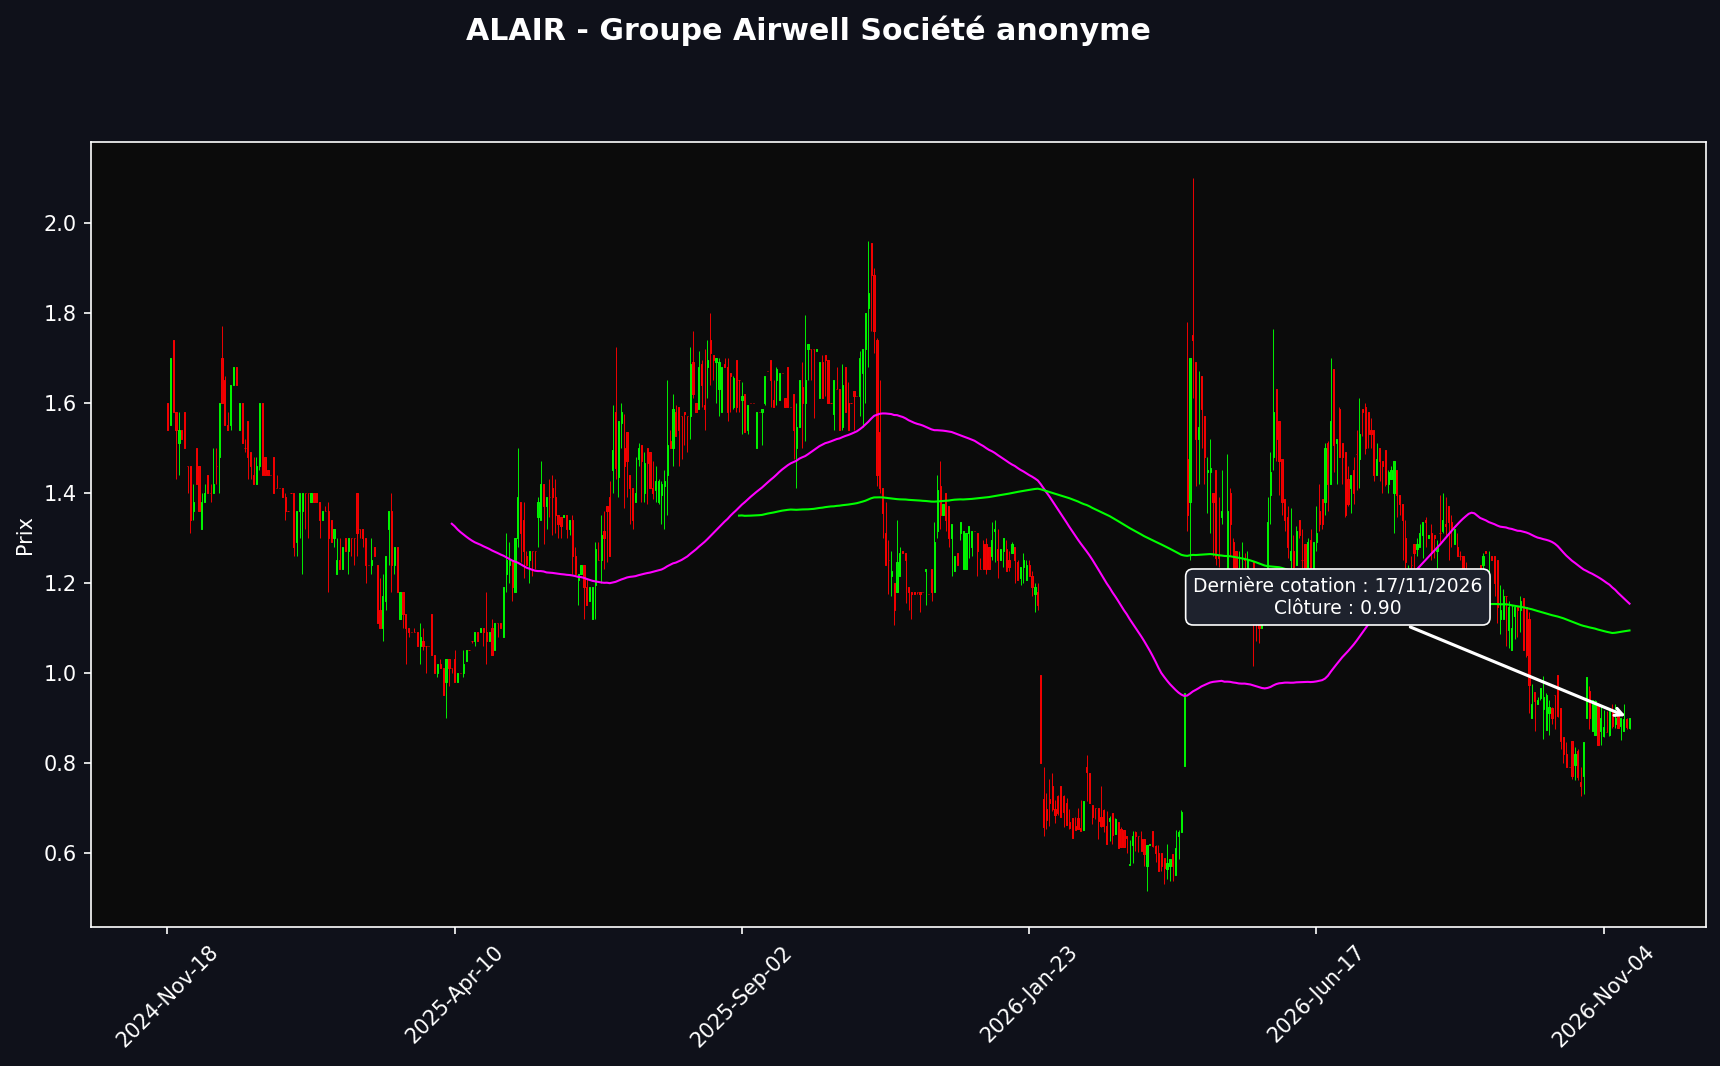 ALAIR - Groupe Airwell Société anonyme
Prix
2.0
1.8
1.6
1.4
1.2
1.0
0.8
0.6
Dernière cotation : 17/11/2026
Clôture : 0.90
2024-Nov-18
2025-Apr-10
2025-Sep-02
2026-Jan-23
2026-Jun-17
2026-Nov-04